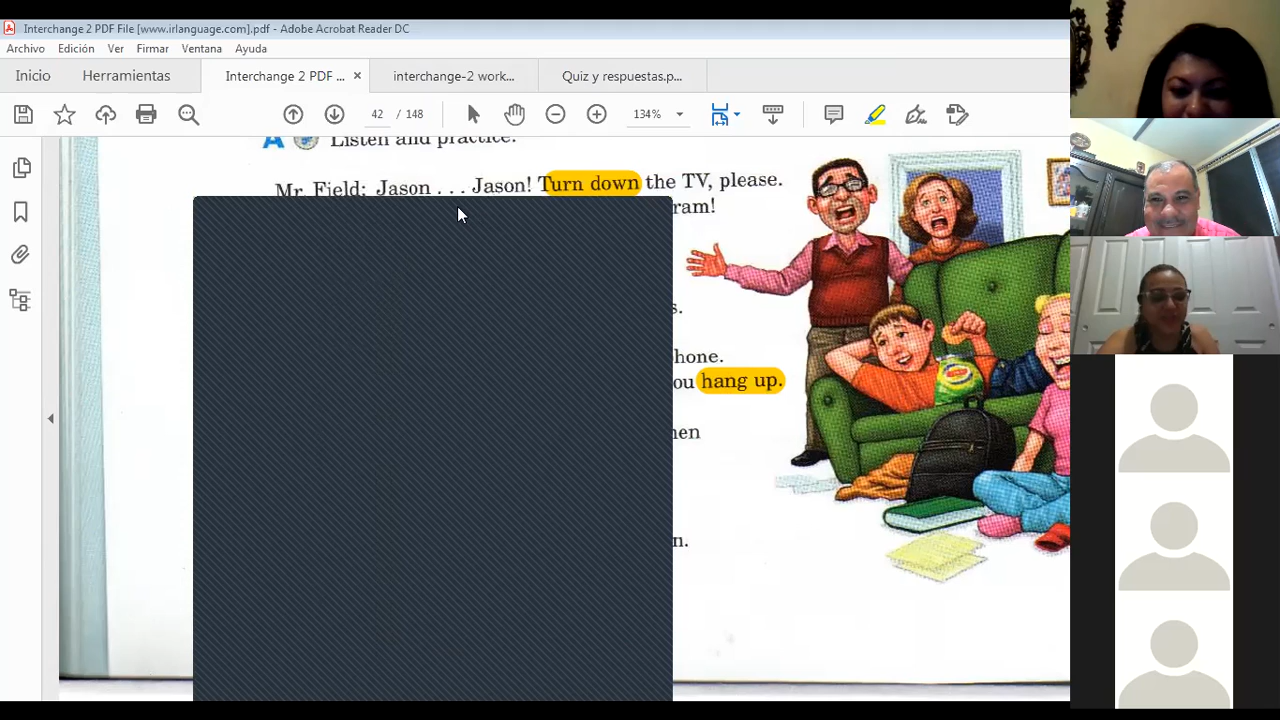 Interchange 2 PDF File [www.irlanguage.com].pdf - Adobe Acrobat Reader DC
Archivo Edición Ver Firmar Ventana Ayuda
Inicio Herramientas Interchange 2 PDF ... × interchange-2 work... Quiz y respuestas.p...
42 / 148 134%
A Listen and practice.
Mr. Field: Jason . . . Jason! Turn down the TV, please.
ram!
s.
hone.
ou hang up.
hen
n.